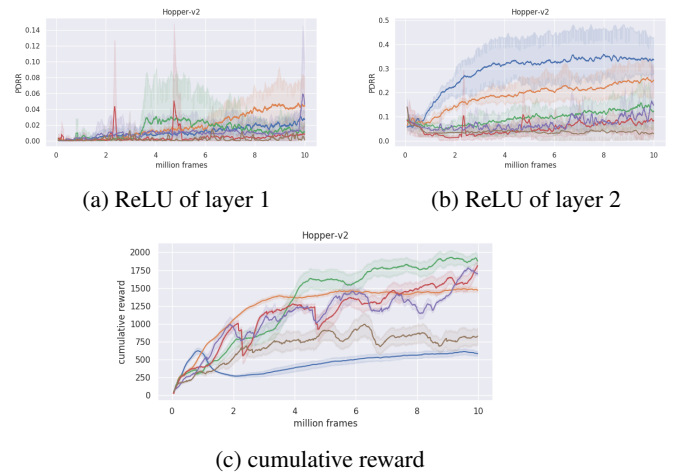 Hopper-v2
0.14
0.12
0.10
0.08
0.06
0.04
0.02
0.00
PDRR
0 2 4 6 8 10
million frames
(a) ReLU of layer 1
Hopper-v2
0.5
0.4
0.3
0.2
0.1
0.0
PDRR
0 2 4 6 8 10
million frames
(b) ReLU of layer 2
Hopper-v2
2000
1750
1500
1250
1000
750
500
250
0
cumulative reward
0 2 4 6 8 10
million frames
(c) cumulative reward